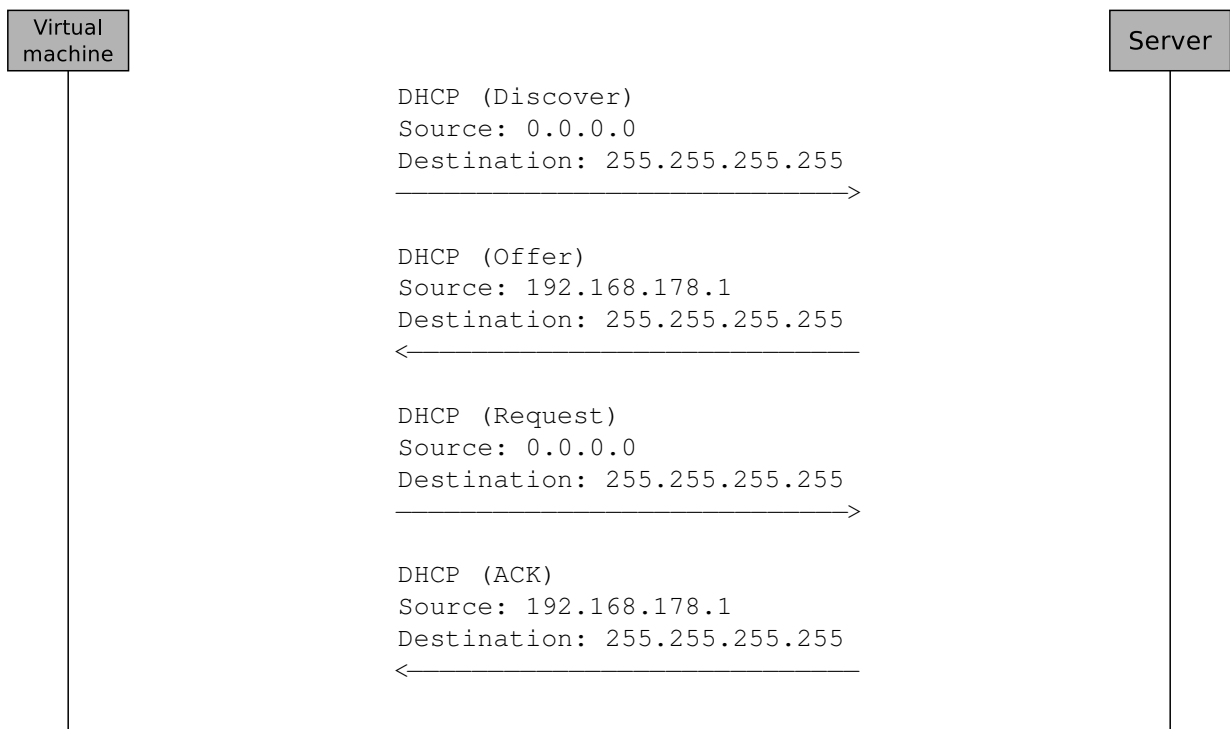 Virtual
machine
Server
DHCP (Discover)
Source: 0.0.0.0
Destination: 255.255.255.255
DHCP (Offer)
Source: 192.168.178.1
Destination: 255.255.255.255
DHCP (Request)
Source: 0.0.0.0
Destination: 255.255.255.255
DHCP (ACK)
Source: 192.168.178.1
Destination: 255.255.255.255